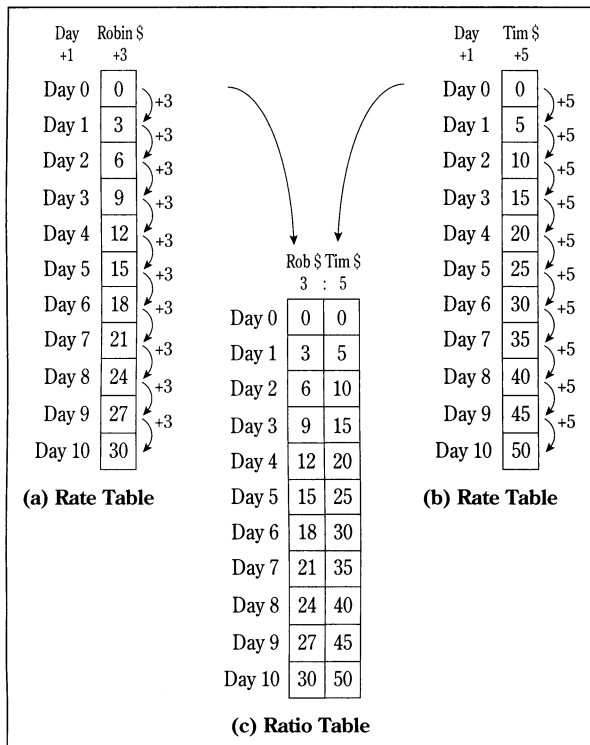 Day Robin $
+1 +3
Day 0 0
+3
Day 1 3
+3
Day 2 6
+3
Day 3 9
+3
Day 4 12
+3
Day 5 15
+3
Day 6 18
+3
Day 7 21
+3
Day 8 24
+3
Day 9 27
+3
Day 10 30
(a) Rate Table
Day Tim $
+1 +5
Day 0 0
+5
Day 1 5
+5
Day 2 10
+5
Day 3 15
+5
Day 4 20
+5
Day 5 25
+5
Day 6 30
+5
Day 7 35
+5
Day 8 40
+5
Day 9 45
+5
Day 10 50
(b) Rate Table
Rob $ Tim $
3 : 5
Day 0 0 0
Day 1 3 5
Day 2 6 10
Day 3 9 15
Day 4 12 20
Day 5 15 25
Day 6 18 30
Day 7 21 35
Day 8 24 40
Day 9 27 45
Day 10 30 50
(c) Ratio Table